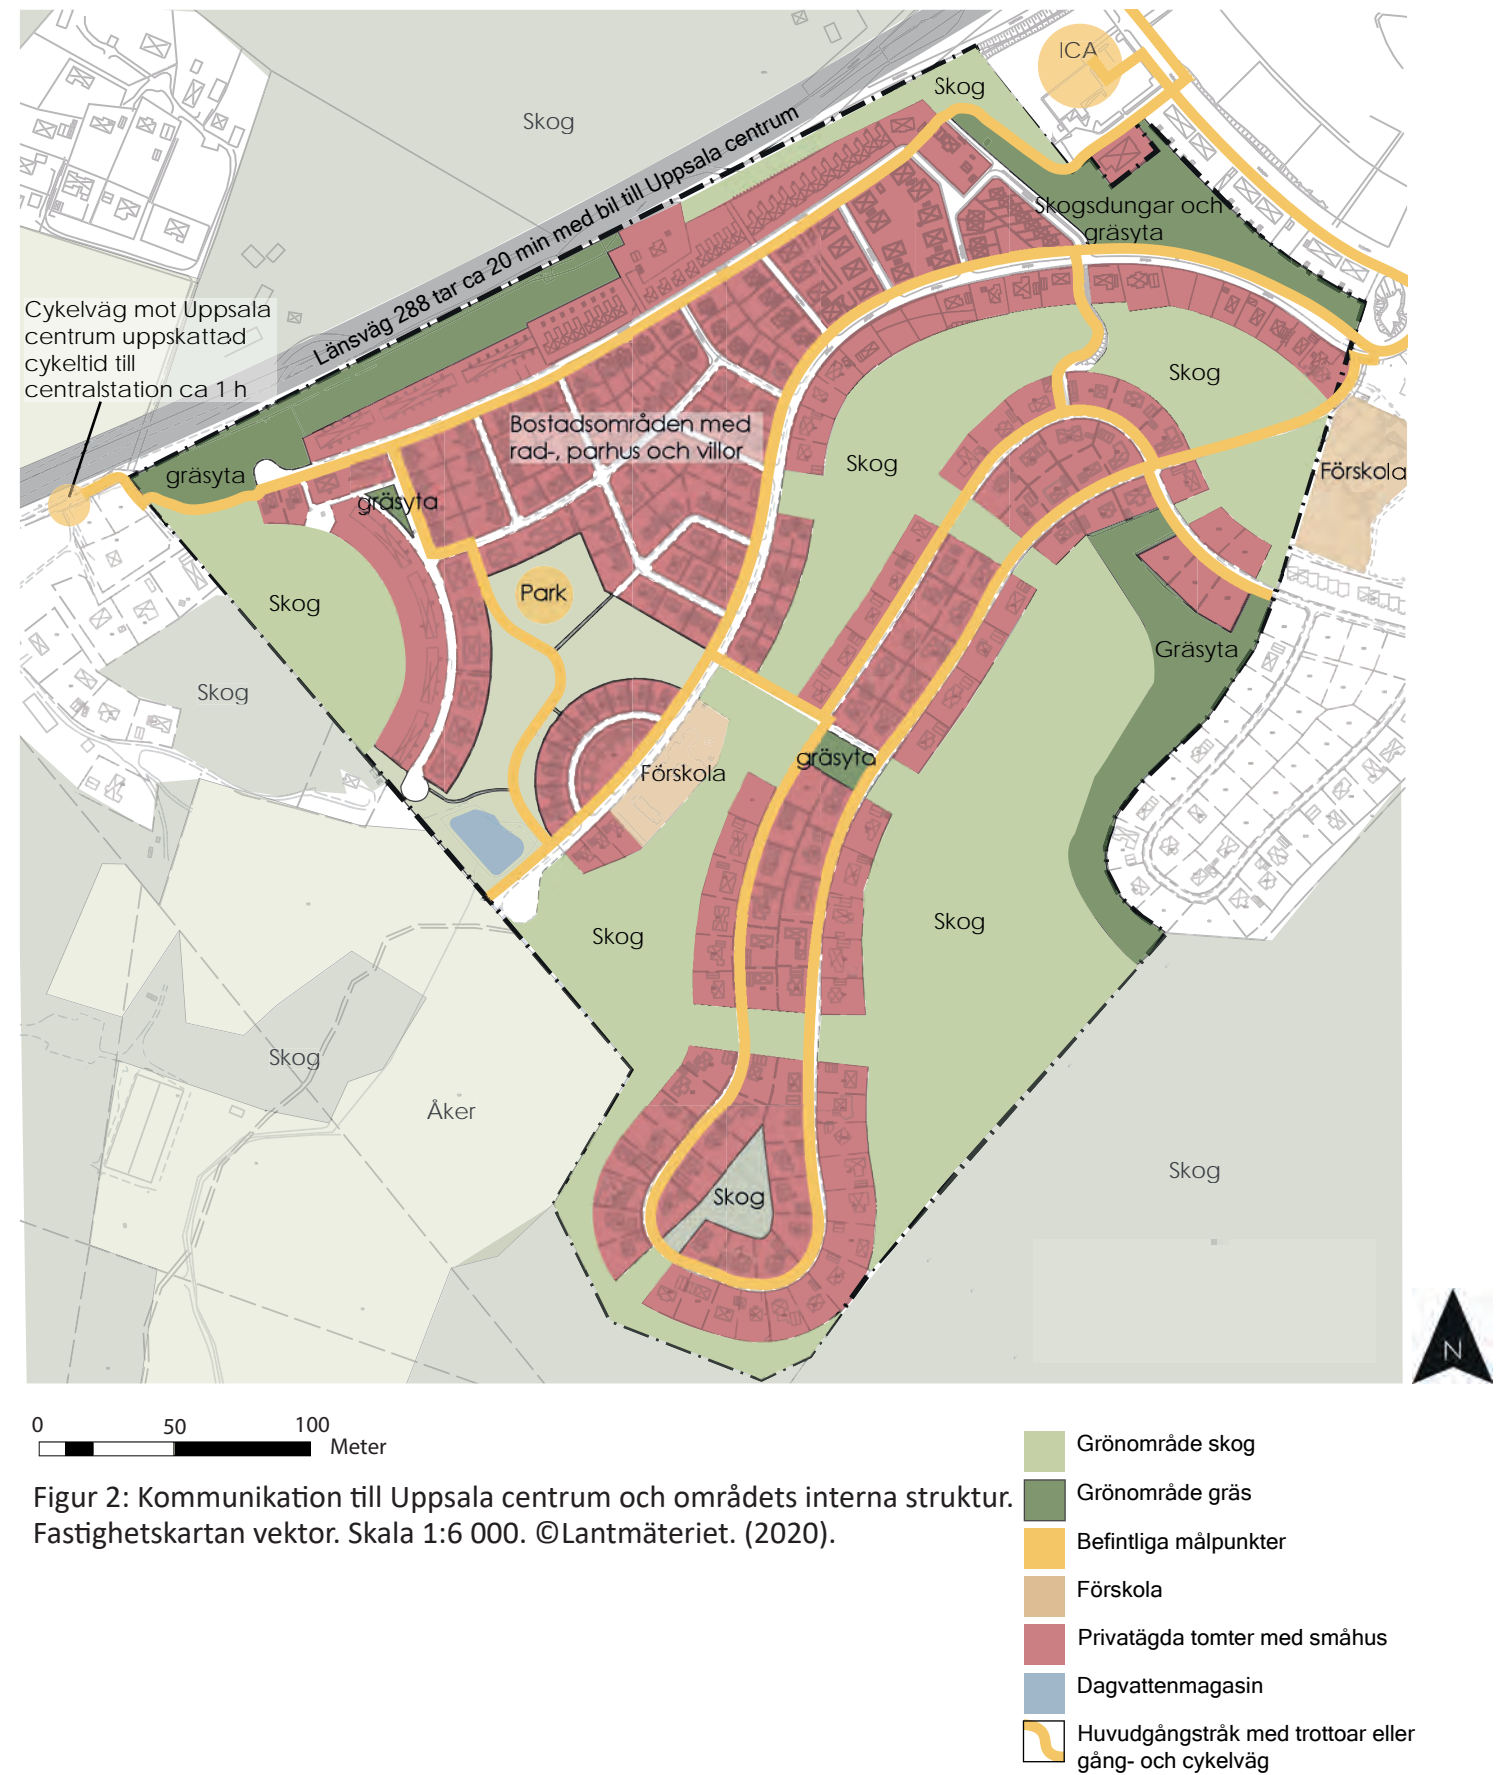 ICA
Skog
Skog
Länsväg 288 tar ca 20 min med bil till Uppsala centrum
Skogsdungar och
gräsyta
Cykelväg mot Uppsala
centrum uppskattad
cykeltid till
centralstation ca 1 h
Skog
Bostadsområden med
rad-, parhus och villor
Skog
Förskola
gräsyta
gräsyta
Park
Skog
Gräsyta
Skog
gräsyta
Förskola
Skog
Skog
Skog
Åker
Skog
Skog
N
0 50 100
Meter
Figur 2: Kommunikation till Uppsala centrum och områdets interna struktur.
Fastighetskartan vektor. Skala 1:6 000. ©Lantmäteriet. (2020).
Grönområde skog
Grönområde gräs
Befintliga målpunkter
Förskola
Privatägda tomter med småhus
Dagvattenmagasin
Huvudgångstråk med trottoar eller
gång- och cykelväg